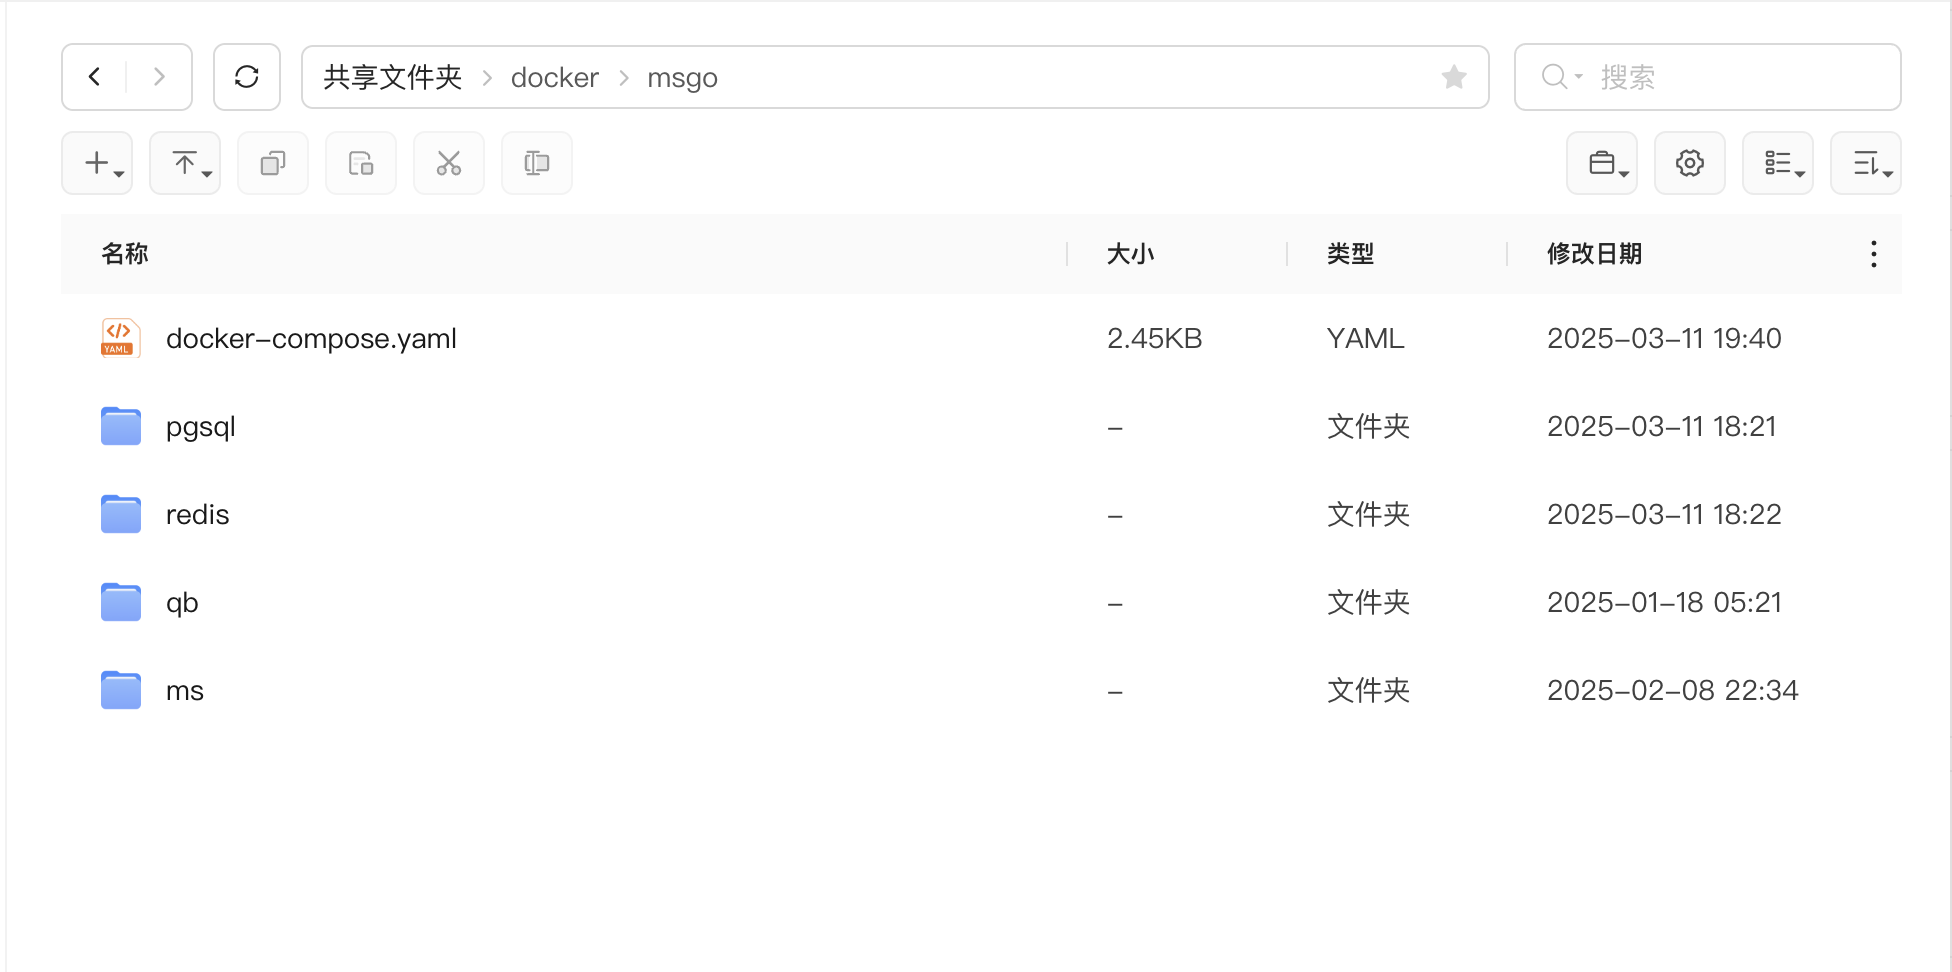 共享文件夹 > docker > msgo
搜索
名称 大小 类型 修改日期
YAML docker-compose.yaml 2.45KB YAML 2025-03-11 19:40
pgsql - 文件夹 2025-03-11 18:21
redis - 文件夹 2025-03-11 18:22
qb - 文件夹 2025-01-18 05:21
ms - 文件夹 2025-02-08 22:34